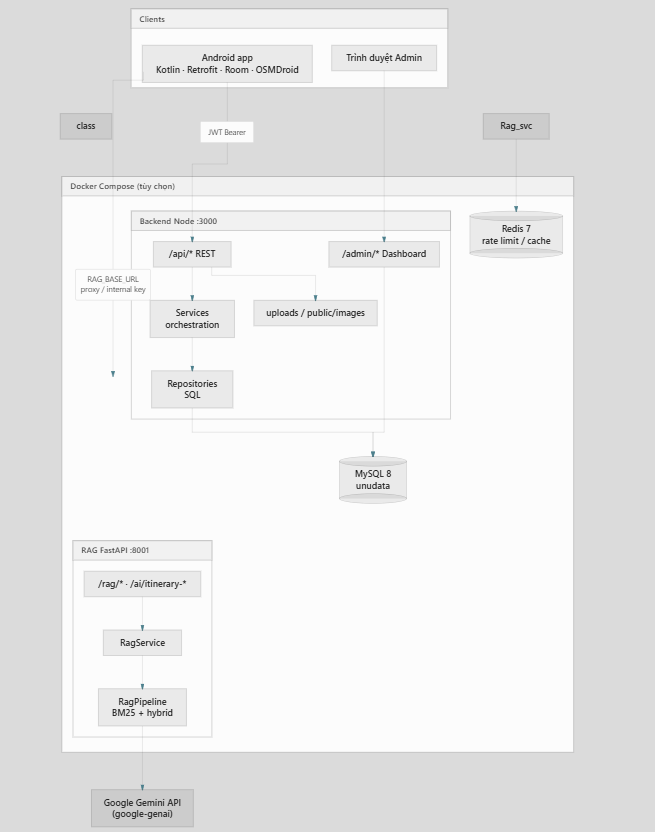 Clients
Android app
Kotlin · Retrofit · Room · OSMDroid
Trình duyệt Admin
class
JWT Bearer
Rag_svc
Docker Compose (tùy chọn)
Backend Node :3000
Redis 7
rate limit / cache
/api/* REST
/admin/* Dashboard
RAG_BASE_URL
proxy / internal key
Services
orchestration
uploads / public/images
Repositories
SQL
MySQL 8
unudata
RAG FastAPI :8001
/rag/* · /ai/itinerary-*
RagService
RagPipeline
BM25 + hybrid
Google Gemini API
(google-genai)